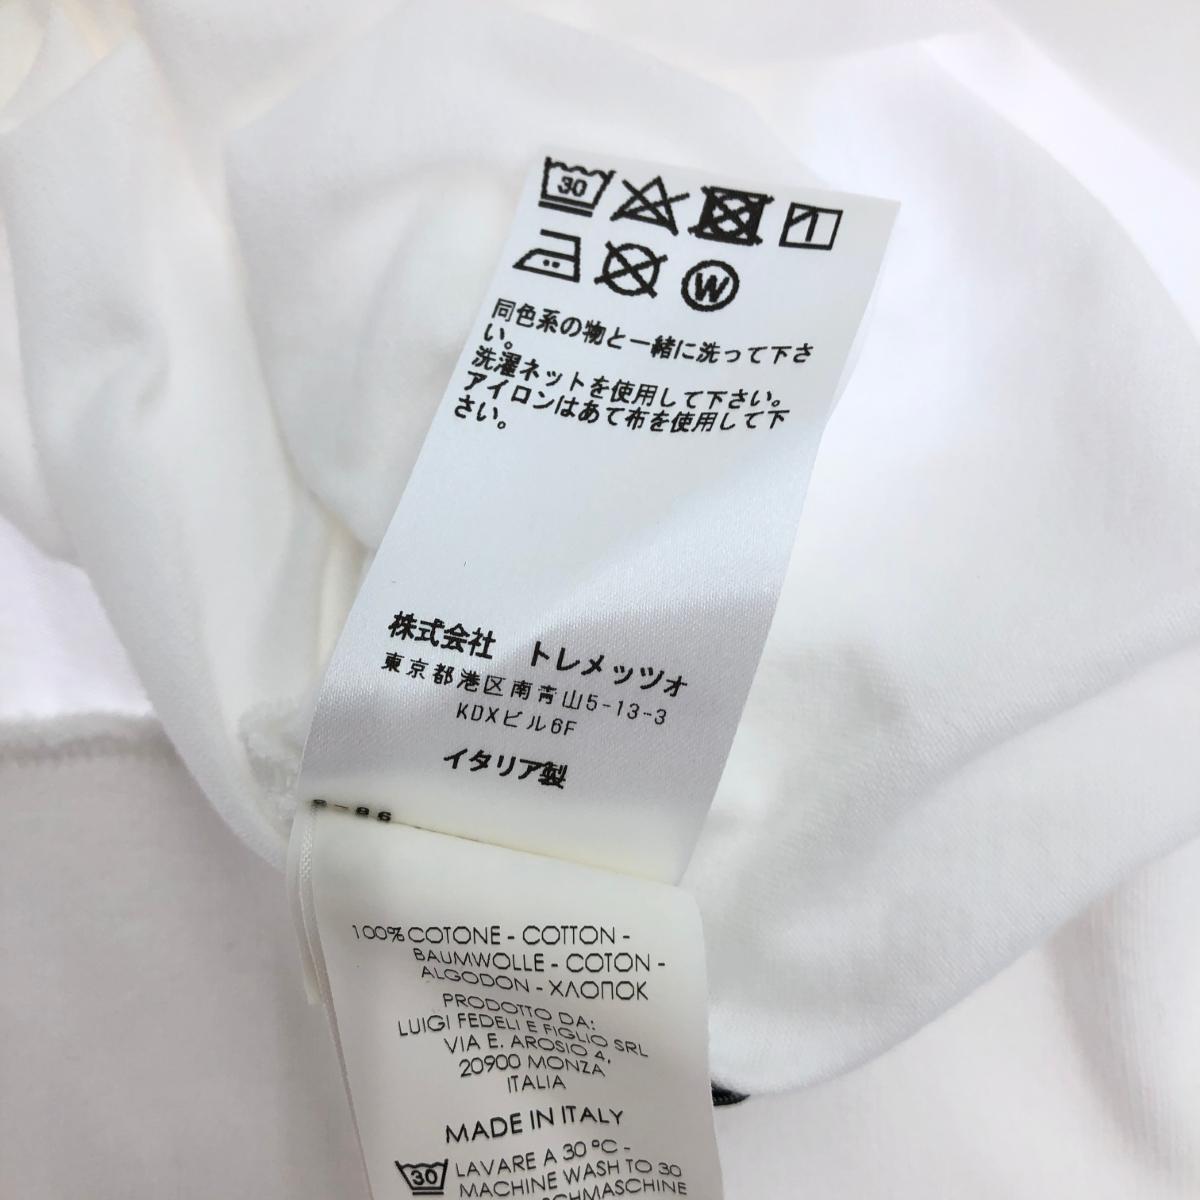 30
W
同色系の物と一緒に洗って下さ
い。
洗濯ネットを使用して下さい。
アイロンはあて布を使用して下
さい。
株式会社 トレメッツォ
東京都港区南青山5-13-3
KDXビル6F
イタリア製
100% COTONE - COTTON -
BAUMWOLLE - COTON -
ALGODON - ХЛОПОК
PRODOTTO DA:
LUIGI FEDELI E FIGLIO SRL
VIA E. AROSIO 4,
20900 MONZA
ITALIA
MADE IN ITALY
30
LAVARE A 30 °C -
MACHINE WASH TO 30